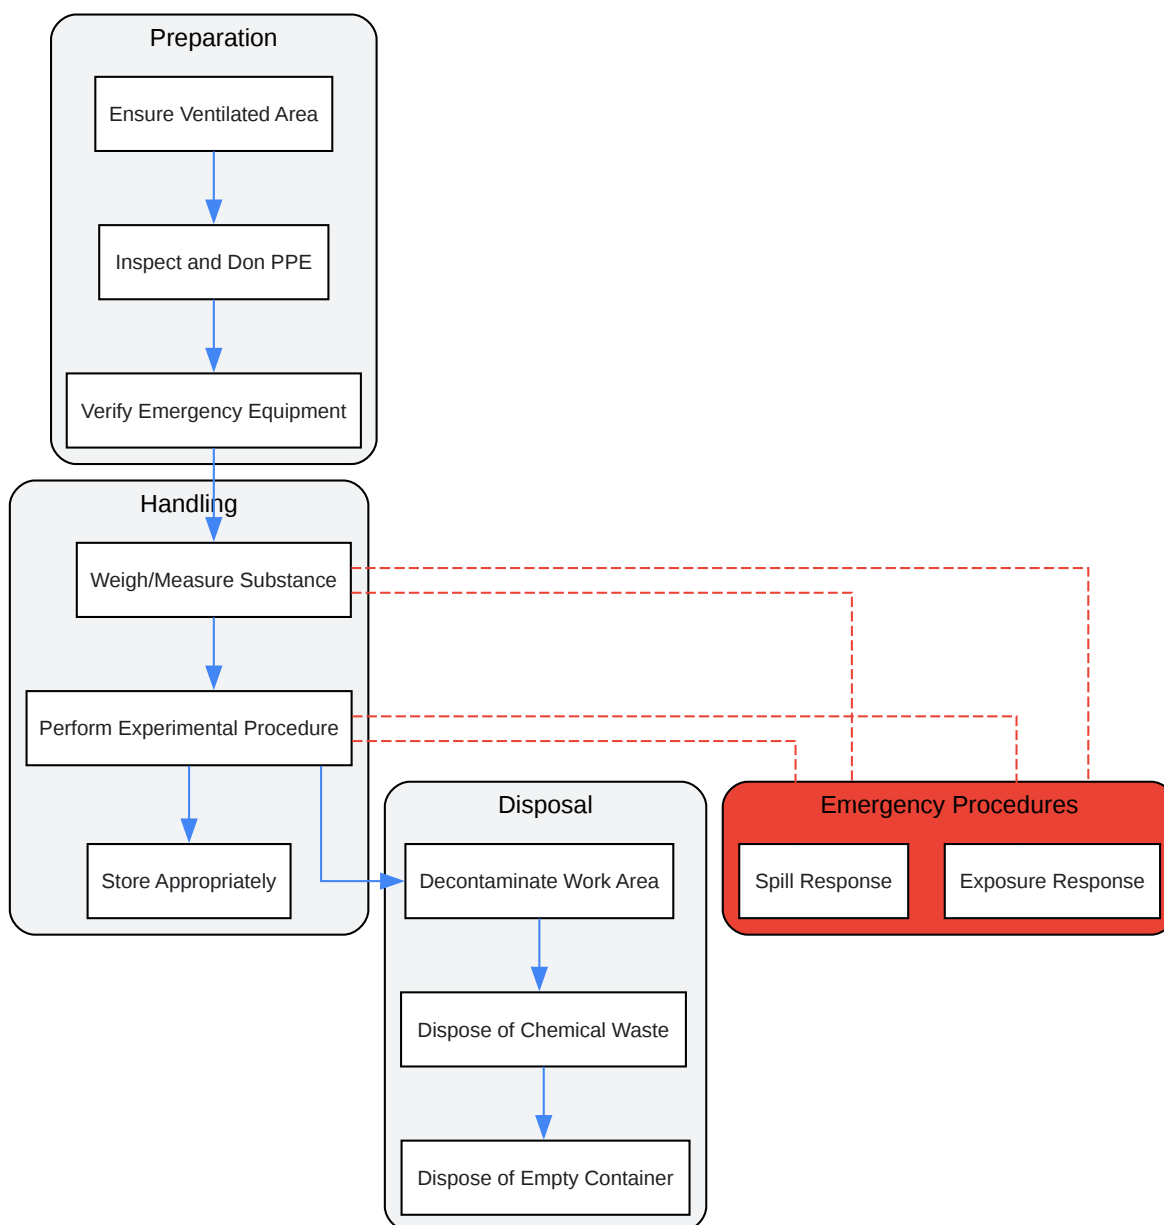 Preparation
Ensure Ventilated Area
Inspect and Don PPE
Verify Emergency Equipment
Handling
Weigh/Measure Substance
Perform Experimental Procedure
Store Appropriately
Disposal
Decontaminate Work Area
Dispose of Chemical Waste
Dispose of Empty Container
Emergency Procedures
Spill Response
Exposure Response